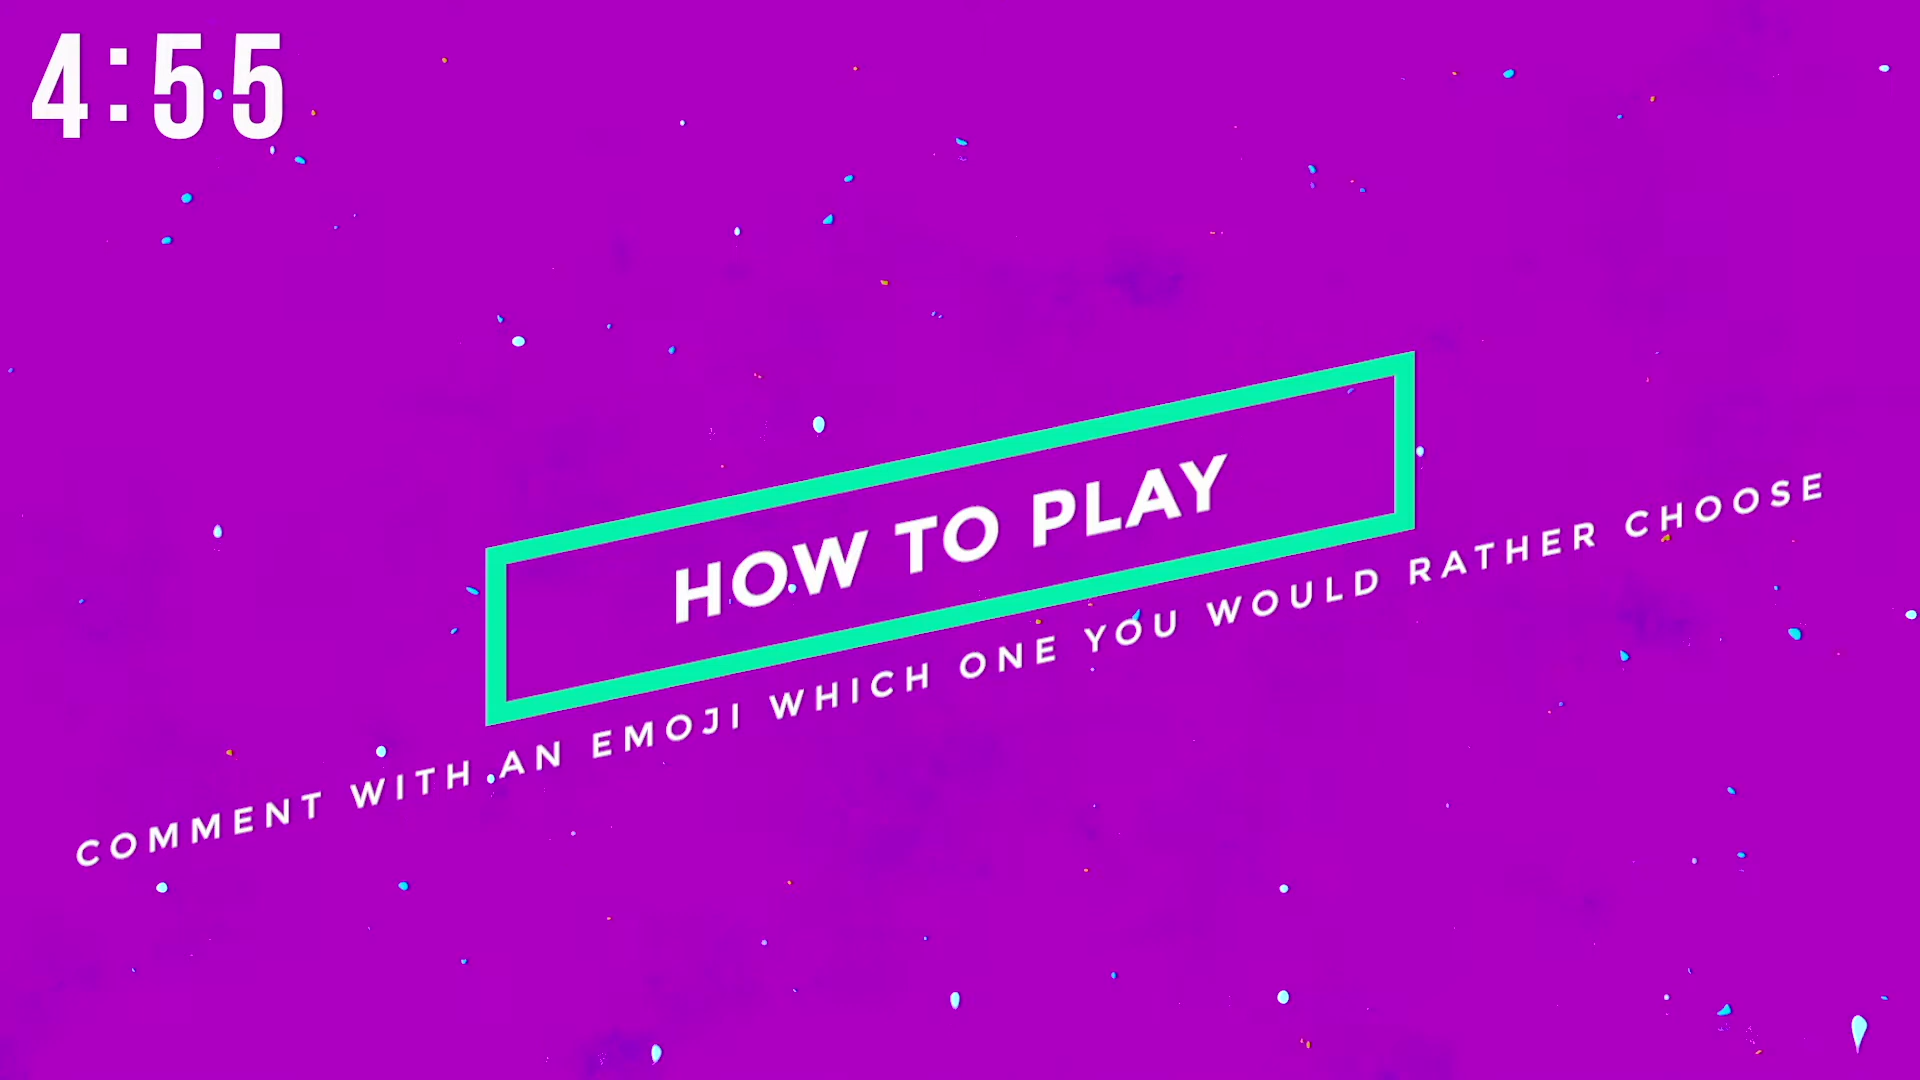 4:55
HOW TO PLAY
COMMENT WITH AN EMOJI WHICH ONE YOU WOULD RATHER CHOOSE